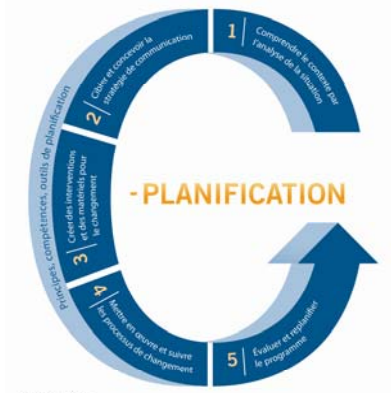 1
Comprendre le contexte par
l'analyse de la situation
2
Cibler et concevoir la
stratégie de communication
Principes, compétences, outils de planification
3
Créer des interventions
et des matériels pour
le changement
- PLANIFICATION
4
Mettre en œuvre et suivre
les processus de changement
5
Évaluer et replanifier
le programme